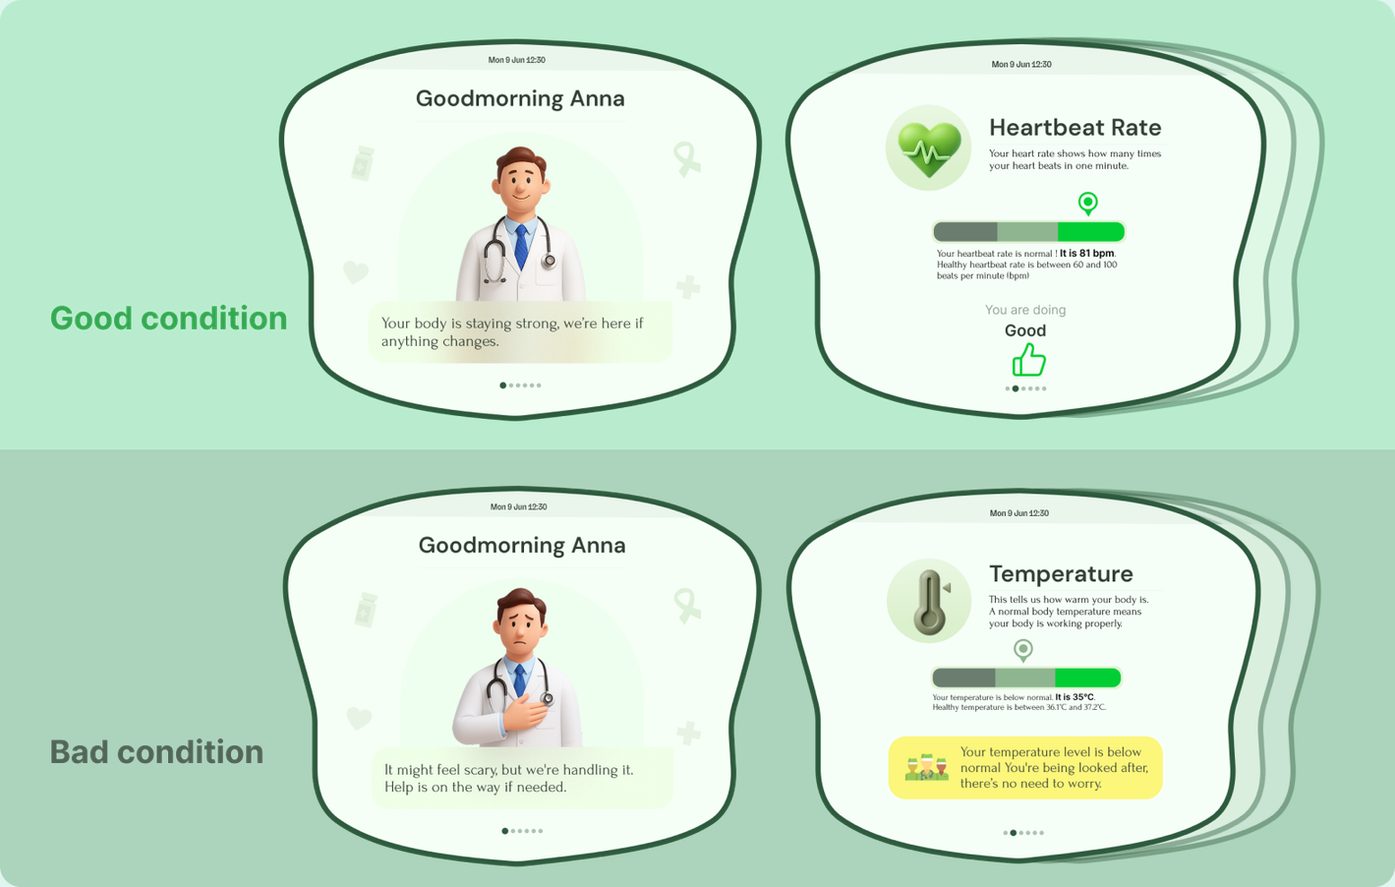 Good condition
Mon 9 Jun 12:30
Goodmorning Anna
Your body is staying strong, we're here if
anything changes.
Mon 9 Jun 12:30
Heartbeat Rate
Your heart rate shows how many times
your heart beats in one minute.
Your heartbeat rate is normal ! It is 81 bpm.
Healthy heartbeat rate is between 60 and 100
beats per minute (bpm)
You are doing
Good
Bad condition
Mon 9 Jun 12:30
Goodmorning Anna
It might feel scary, but we're handling it.
Help is on the way if needed.
Mon 9 Jun 12:30
Temperature
This tells us how warm your body is.
A normal body temperature means
your body is working properly.
Your temperature is below normal. It is 35°C.
Healthy temperature is between 36.1°C and 37.2°C.
Your temperature level is below
normal You're being looked after,
there's no need to worry.